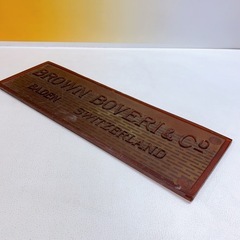 BROWN BOVERI & Co
BADEN SWITZERLAND